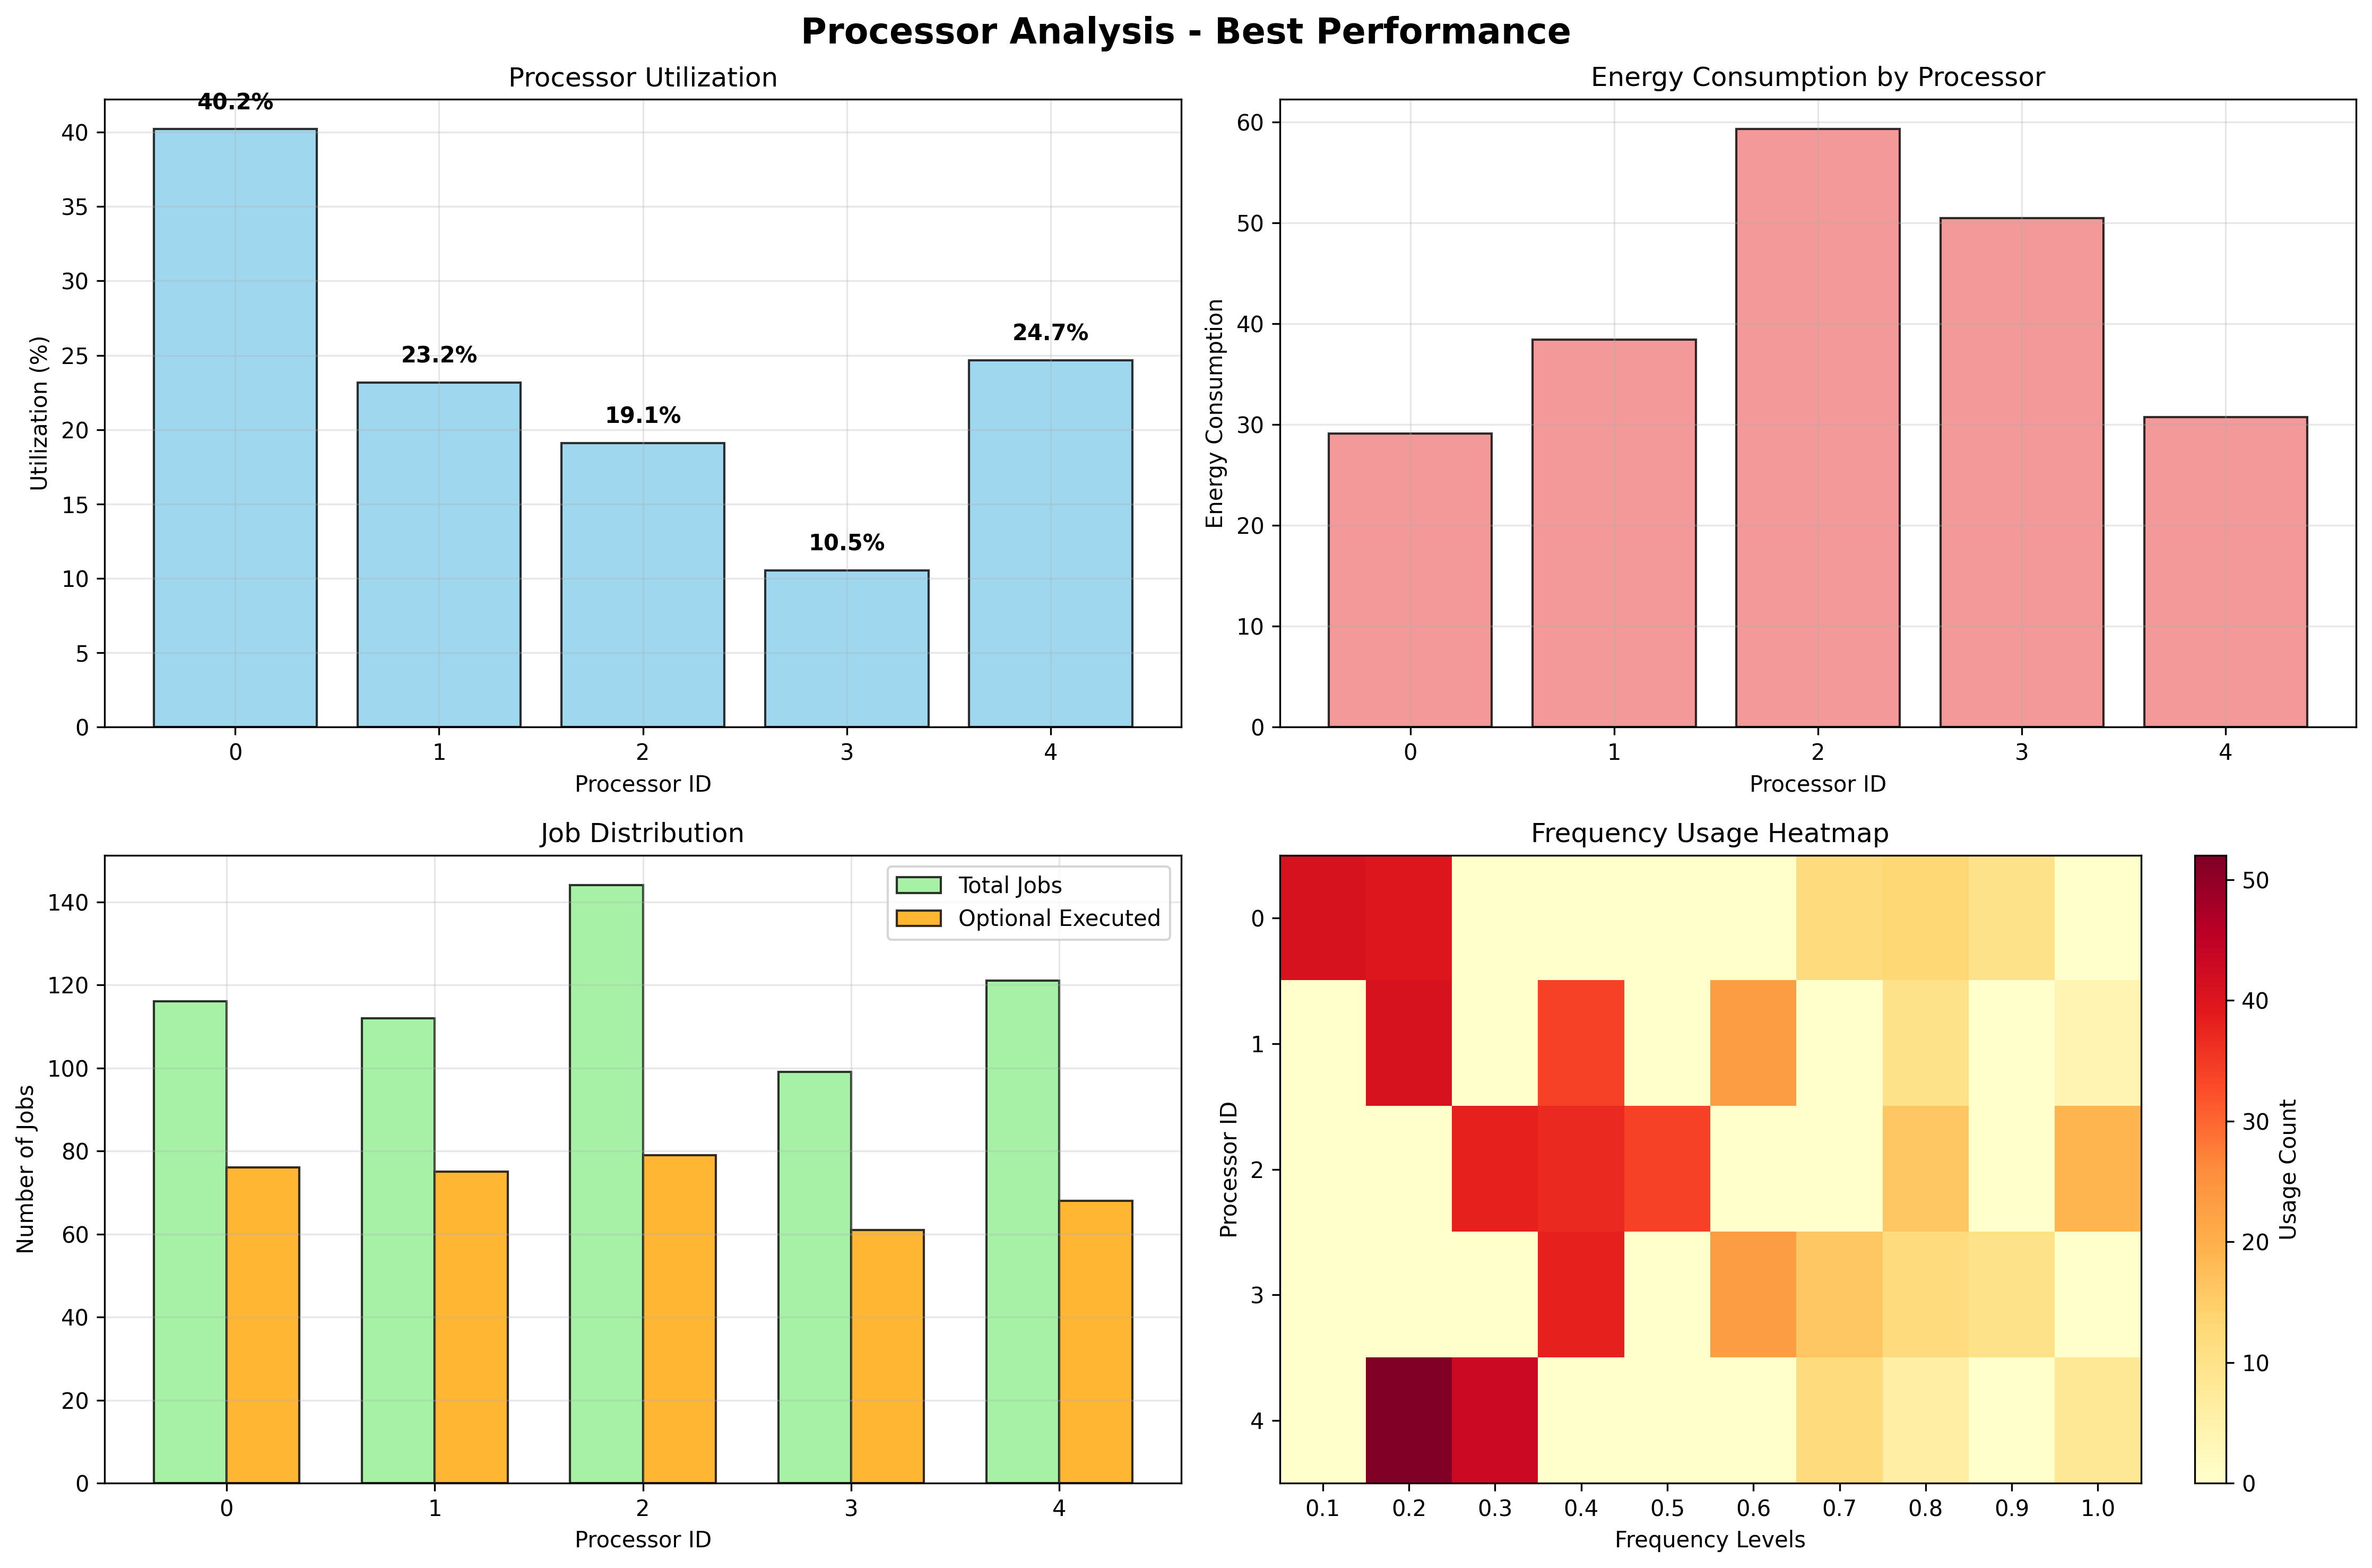 Processor Analysis - Best Performance
Processor Utilization
40.2%
23.2%
19.1%
10.5%
24.7%
40
35
30
25
20
15
10
5
0
Utilization (%)
0 1 2 3 4
Processor ID
Energy Consumption by Processor
60
50
40
30
20
10
0
Energy Consumption
0 1 2 3 4
Processor ID
Job Distribution
Total Jobs
Optional Executed
140
120
100
80
60
40
20
0
Number of Jobs
0 1 2 3 4
Processor ID
Frequency Usage Heatmap
0
1
2
3
4
Processor ID
0.1 0.2 0.3 0.4 0.5 0.6 0.7 0.8 0.9 1.0
Frequency Levels
50
40
30
20
10
0
Usage Count